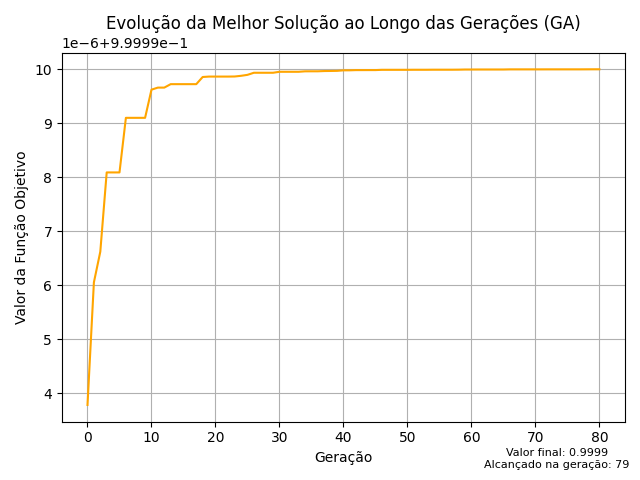 Evolução da Melhor Solução ao Longo das Gerações (GA)
1e−6+9.9999e−1
10
9
8
7
6
5
4
Valor da Função Objetivo
0 10 20 30 40 50 60 70 80
Geração
Valor final: 0.9999
Alcançado na geração: 79